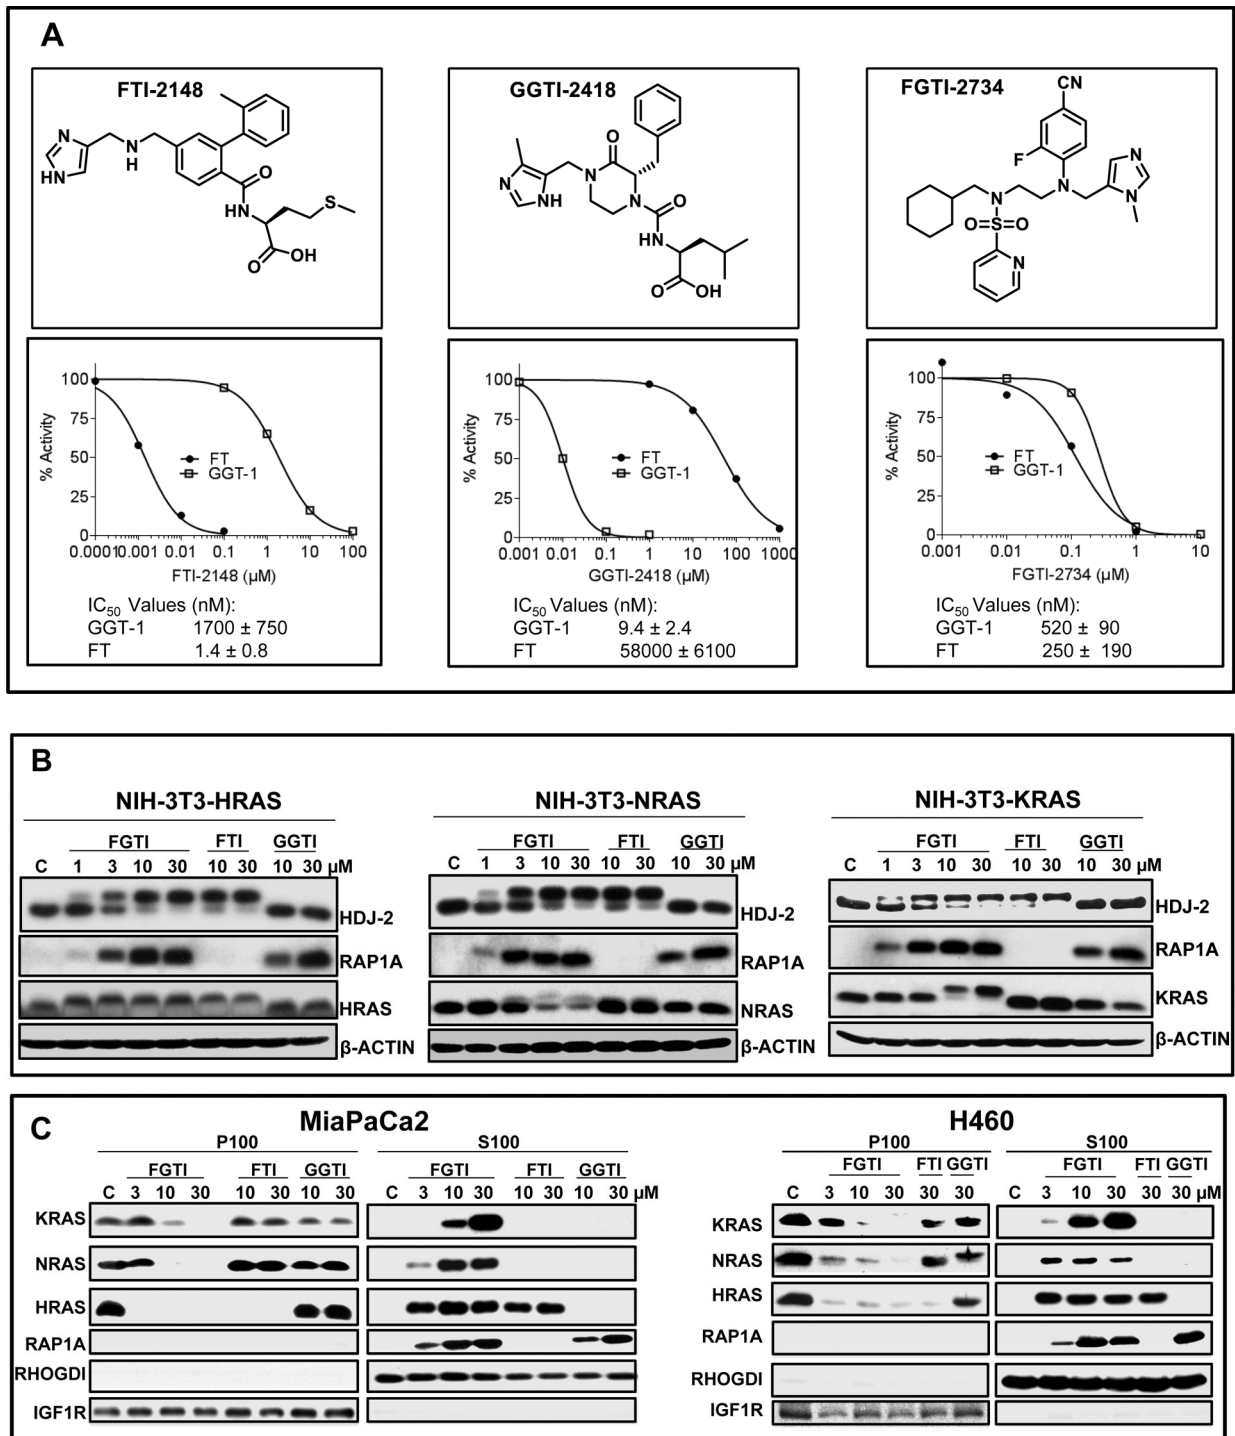 A
FTI-2148
N
HN
N
H
O
HN
S
O
OH
GGTI-2418
O
N
N
NH
N
O
HN
O
OH
FGTI-2734
CN
F
N
N
N
N
O=S=O
N
% Activity
100
75
50
25
0
FT
GGT-1
0.0001 0.001 0.01 0.1 1 10 100
FTI-2148 (µM)
IC50 Values (nM):
GGT-1 1700 ± 750
FT 1.4 ± 0.8
% Activity
100
75
50
25
0
FT
GGT-1
0.001 0.01 0.1 1 10 100 1000
GGTI-2418 (µM)
IC50 Values (nM):
GGT-1 9.4 ± 2.4
FT 58000 ± 6100
% Activity
100
75
50
25
0
FT
GGT-1
0.001 0.01 0.1 1 10
FGTI-2734 (µM)
IC50 Values (nM):
GGT-1 520 ± 90
FT 250 ± 190
B
NIH-3T3-HRAS
FGTI FTI GGTI
C 1 3 10 30 10 30 10 30 µM
HDJ-2
RAP1A
HRAS
β-ACTIN
NIH-3T3-NRAS
FGTI FTI GGTI
C 1 3 10 30 10 30 10 30 µM
HDJ-2
RAP1A
NRAS
β-ACTIN
NIH-3T3-KRAS
FGTI FTI GGTI
C 1 3 10 30 10 30 10 30 µM
HDJ-2
RAP1A
KRAS
β-ACTIN
C
MiaPaCa2
P100 S100
FGTI FTI GGTI FGTI FTI GGTI
C 3 10 30 10 30 10 30 C 3 10 30 10 30 10 30 µM
KRAS
NRAS
HRAS
RAP1A
RHOGDI
IGF1R
H460
P100 S100
FGTI FTI GGTI FGTI FTI GGTI
C 3 10 30 30 30 C 3 10 30 30 30 µM
KRAS
NRAS
HRAS
RAP1A
RHOGDI
IGF1R